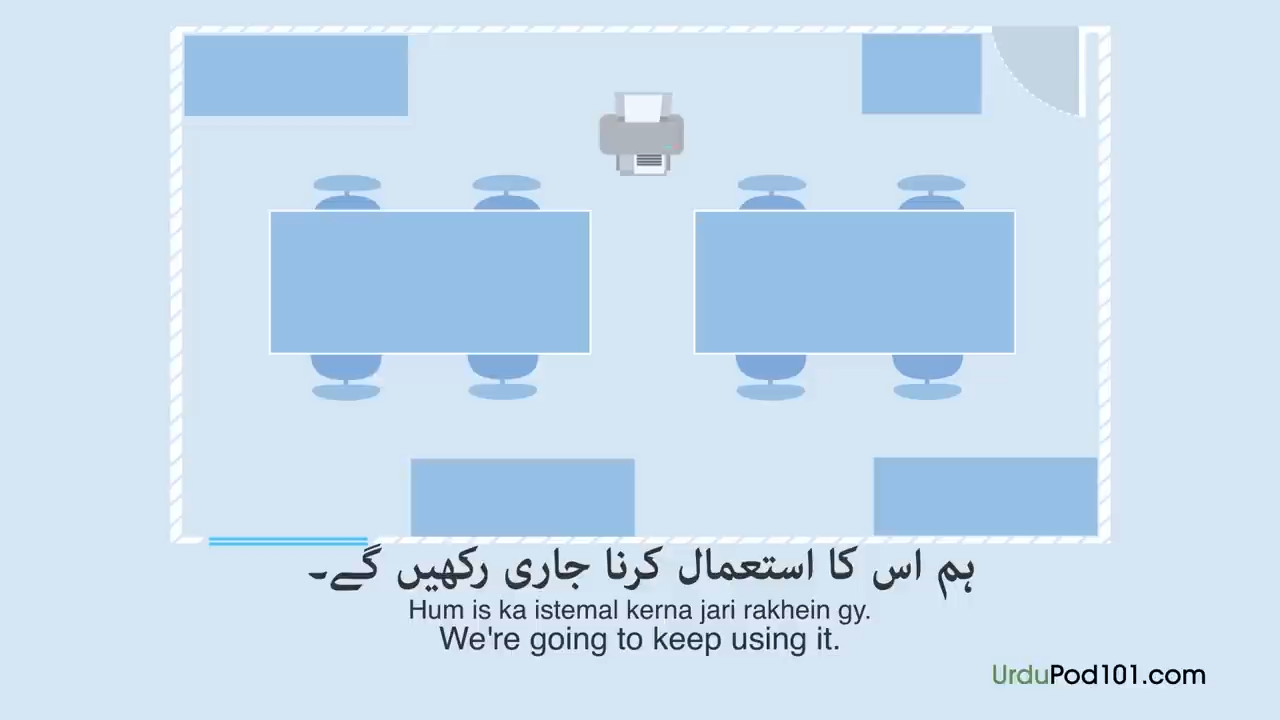 ہم اس کا استعمال کرنا جاری رکھیں گے۔
Hum is ka istemal kerna jari rakhein gy.
We're going to keep using it.
UrduPod101.com